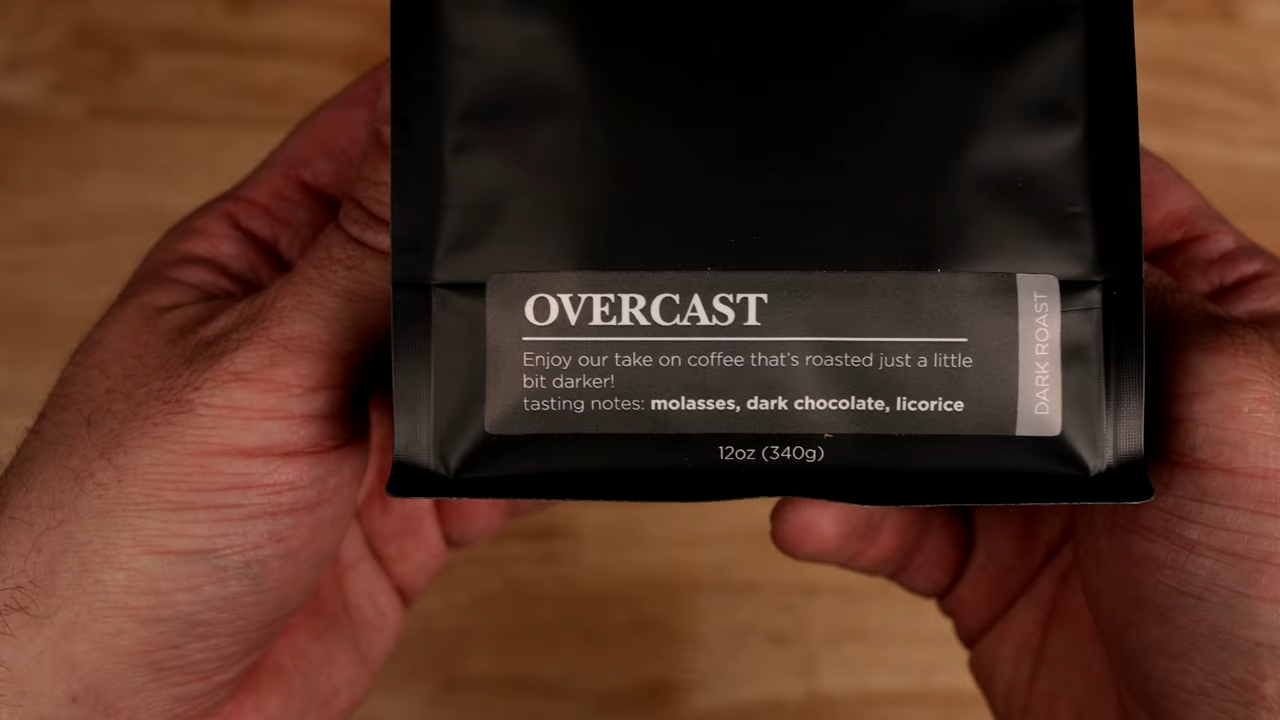 OVERCAST
Enjoy our take on coffee that's roasted just a little
bit darker!
tasting notes: molasses, dark chocolate, licorice
DARK ROAST
12oz (340g)